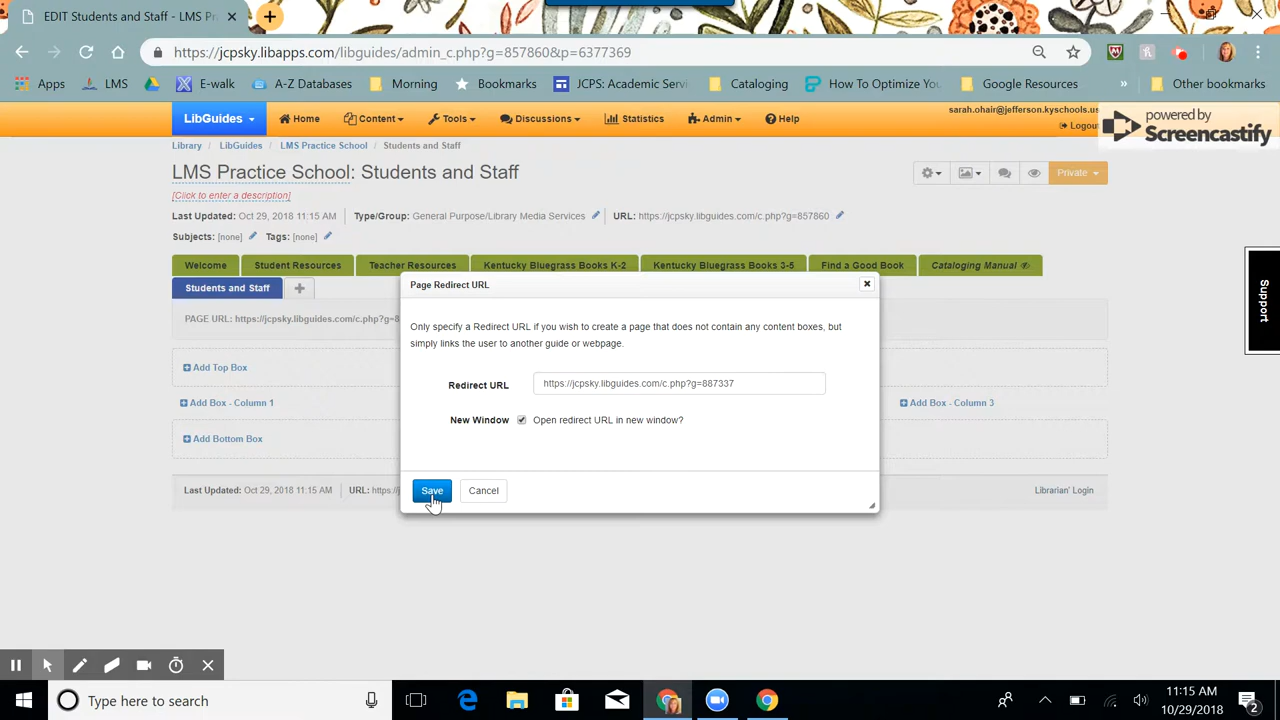 EDIT Students and Staff - LMS Pr
https://jcpsky.libapps.com/libguides/admin_c.php?g=857860&p=6377369
Apps LMS E-walk A-Z Databases Morning Bookmarks JCPS: Academic Servi Cataloging How To Optimize You Google Resources » Other bookmarks
LibGuides Home Content Tools Discussions Statistics Admin Help
sarah.ohair@jefferson.kyschools.us
Logout
powered by
Screencastify
Library LibGuides LMS Practice School Students and Staff
LMS Practice School: Students and Staff
Private
[Click to enter a description]
Last Updated: Oct 29, 2018 11:15 AM Type/Group: General Purpose/Library Media Services URL: https://jcpsky.libguides.com/c.php?g=857860
Subjects: [none] Tags: [none]
Welcome Student Resources Teacher Resources Kentucky Bluegrass Books K-2 Kentucky Bluegrass Books 3-5 Find a Good Book Cataloging Manual
Students and Staff
Support
Page Redirect URL
PAGE URL: https://jcpsky.libguides.com/c.php?g=8
Only specify a Redirect URL if you wish to create a page that does not contain any content boxes, but
simply links the user to another guide or webpage.
Add Top Box
Redirect URL https://jcpsky.libguides.com/c.php?g=887337
Add Box - Column 1
Add Box - Column 3
New Window Open redirect URL in new window?
Add Bottom Box
Save Cancel
Last Updated: Oct 29, 2018 11:15 AM URL: https:/
Librarian' Login
Type here to search
11:15 AM
10/29/2018
2